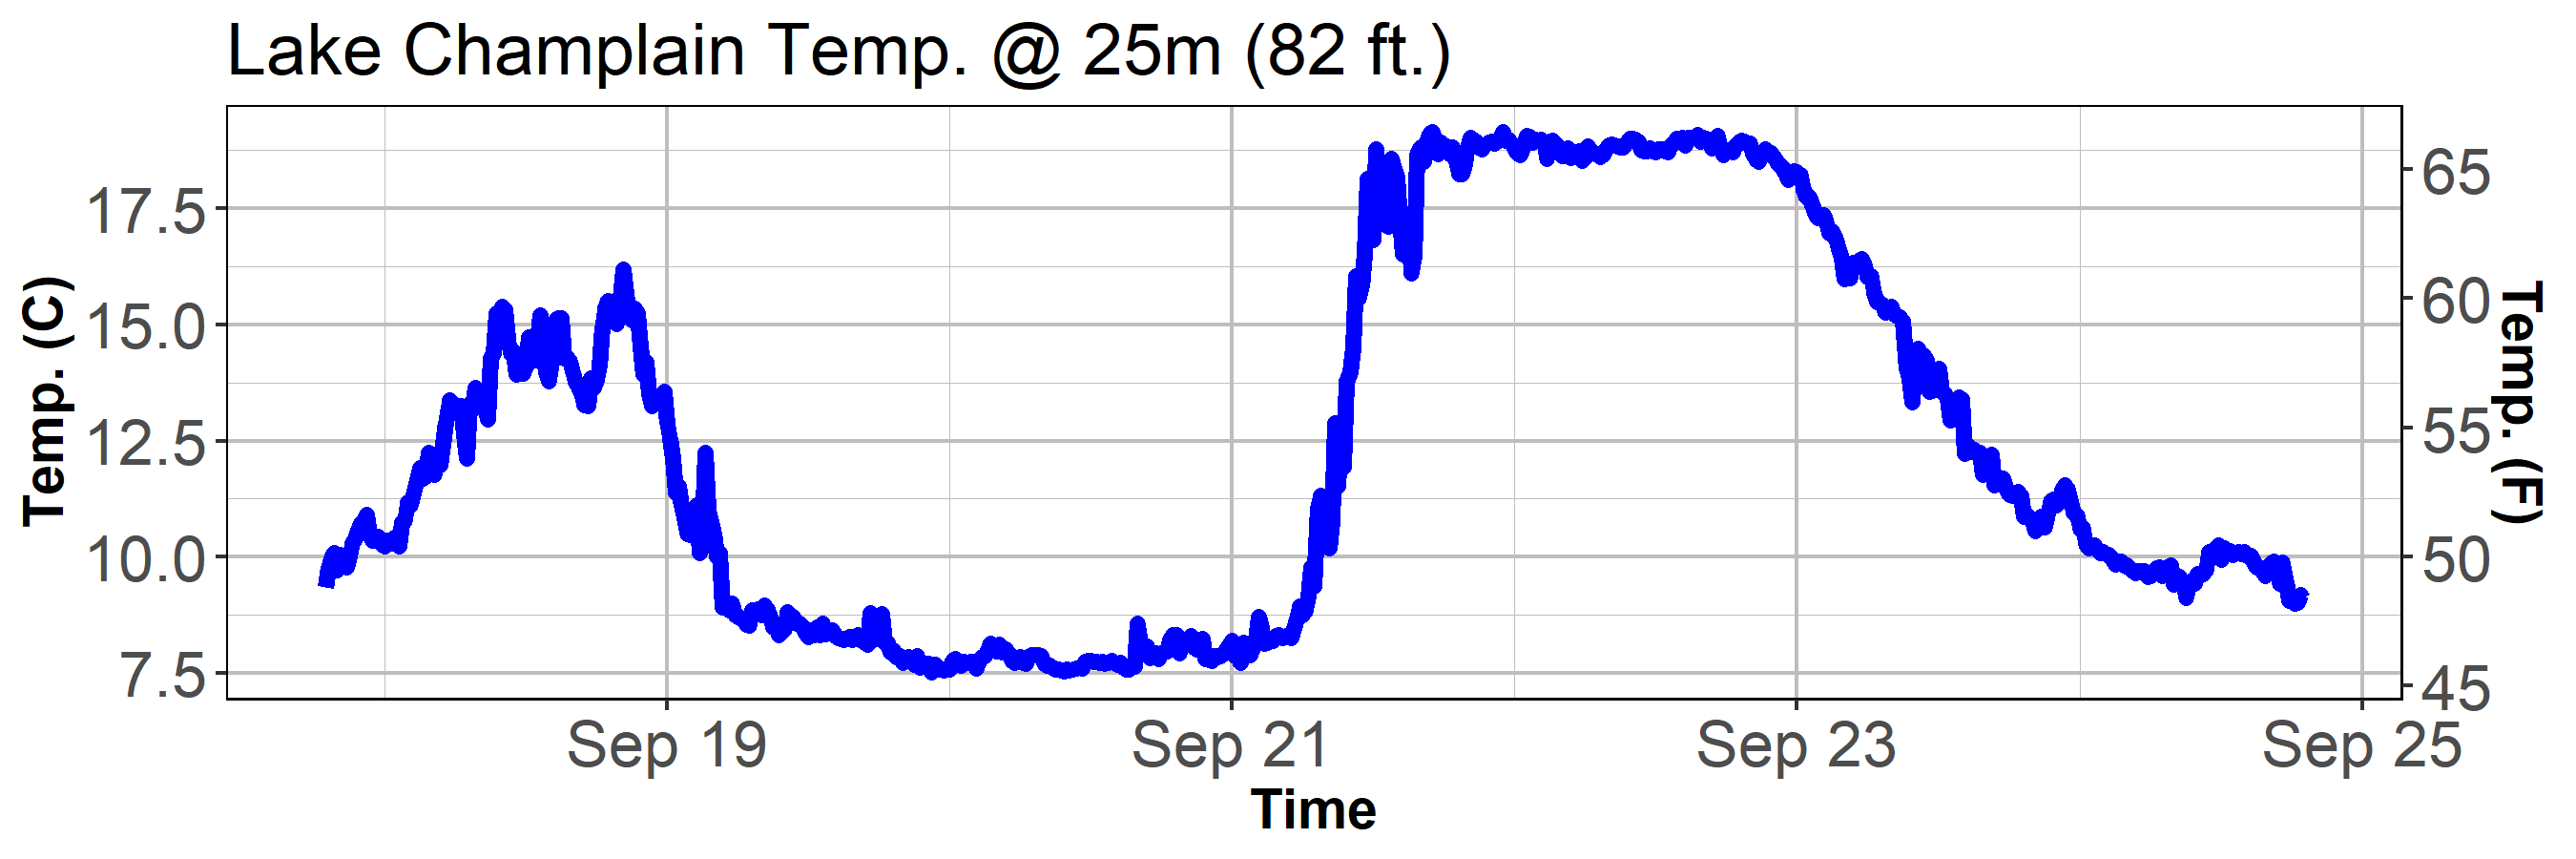 Lake Champlain Temp. @ 25m (82 ft.)
Temp. (C)
17.5
15.0
12.5
10.0
7.5
65
60
55
50
45
Temp. (F)
Sep 19 Sep 21 Sep 23 Sep 25
Time